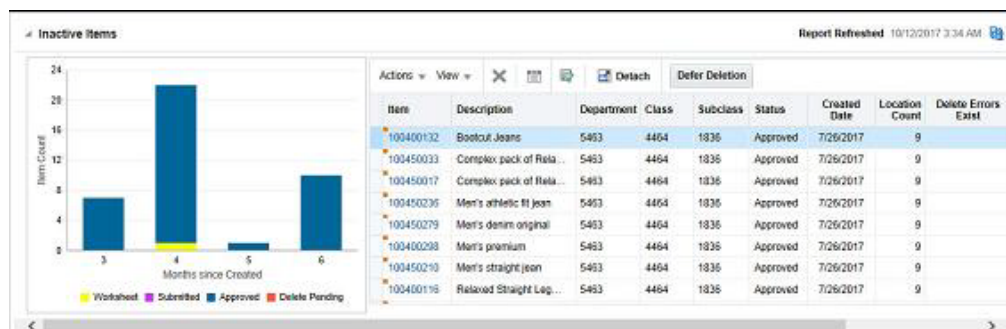 Inactive Items
Report Refreshed 10/12/2017 3:34 AM
24
20
16
12
8
4
0
Item Count
3 4 5 6
Months since Created
Worksheet Submitted Approved Delete Pending
Actions View Detach Defer Deletion
Item Description Department Class Subclass Status Created Date Location Count Delete Errors Exist
100400132 Bootcut Jeans 5463 4464 1836 Approved 7/26/2017 9
100450033 Complex pack of Rela... 5463 4464 1836 Approved 7/26/2017 9
100450017 Complex pack of Rela... 5463 4464 1836 Approved 7/26/2017 9
100450236 Men's athletic fit jean 5463 4464 1836 Approved 7/26/2017 9
100450279 Men's denim original 5463 4464 1836 Approved 7/26/2017 9
100400298 Men's premium 5463 4464 1836 Approved 7/26/2017 9
100450210 Men's straight jean 5463 4464 1836 Approved 7/26/2017 9
100400116 Relaxed Straight Leg... 5463 4464 1836 Approved 7/26/2017 9